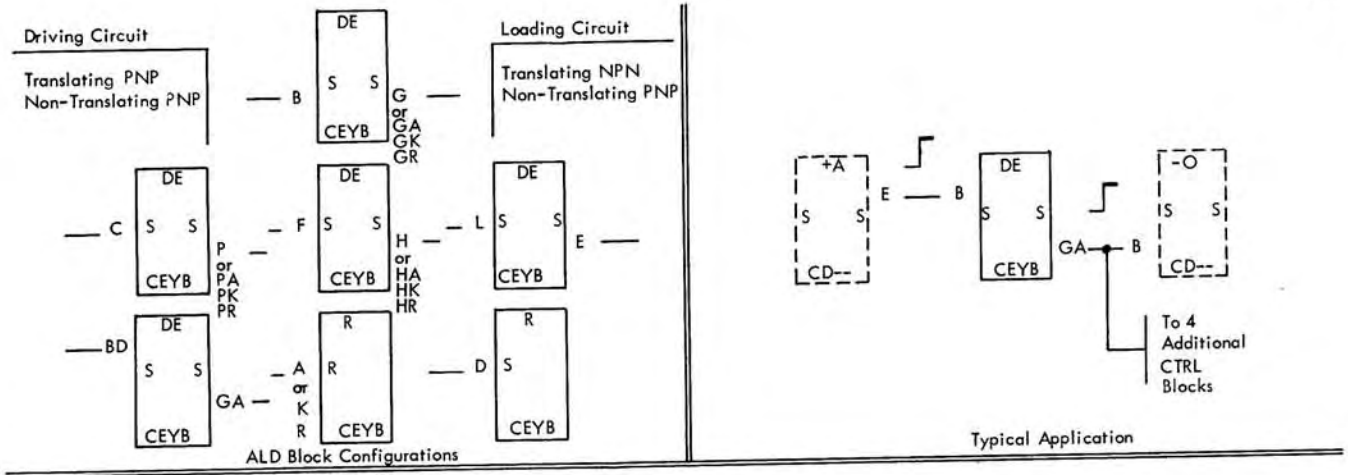 Driving Circuit
Translating PNP
Non-Translating PNP
DE
B S S G
or
GA
GK
GR
CEYB
Loading Circuit
Translating NPN
Non-Translating PNP
DE
C S S P
or
PA
PK
PR
CEYB
DE
F S S H
or
HA
HK
HR
CEYB
DE
L S S E
CEYB
DE
BD S S GA
CEYB
R
A R
or
K
R CEYB
R
D S
CEYB
ALD Block Configurations
+A
S S E
CD--
DE
B S S GA
CEYB
-O
B S S
CD--
To 4
Additional
CTRL
Blocks
Typical Application